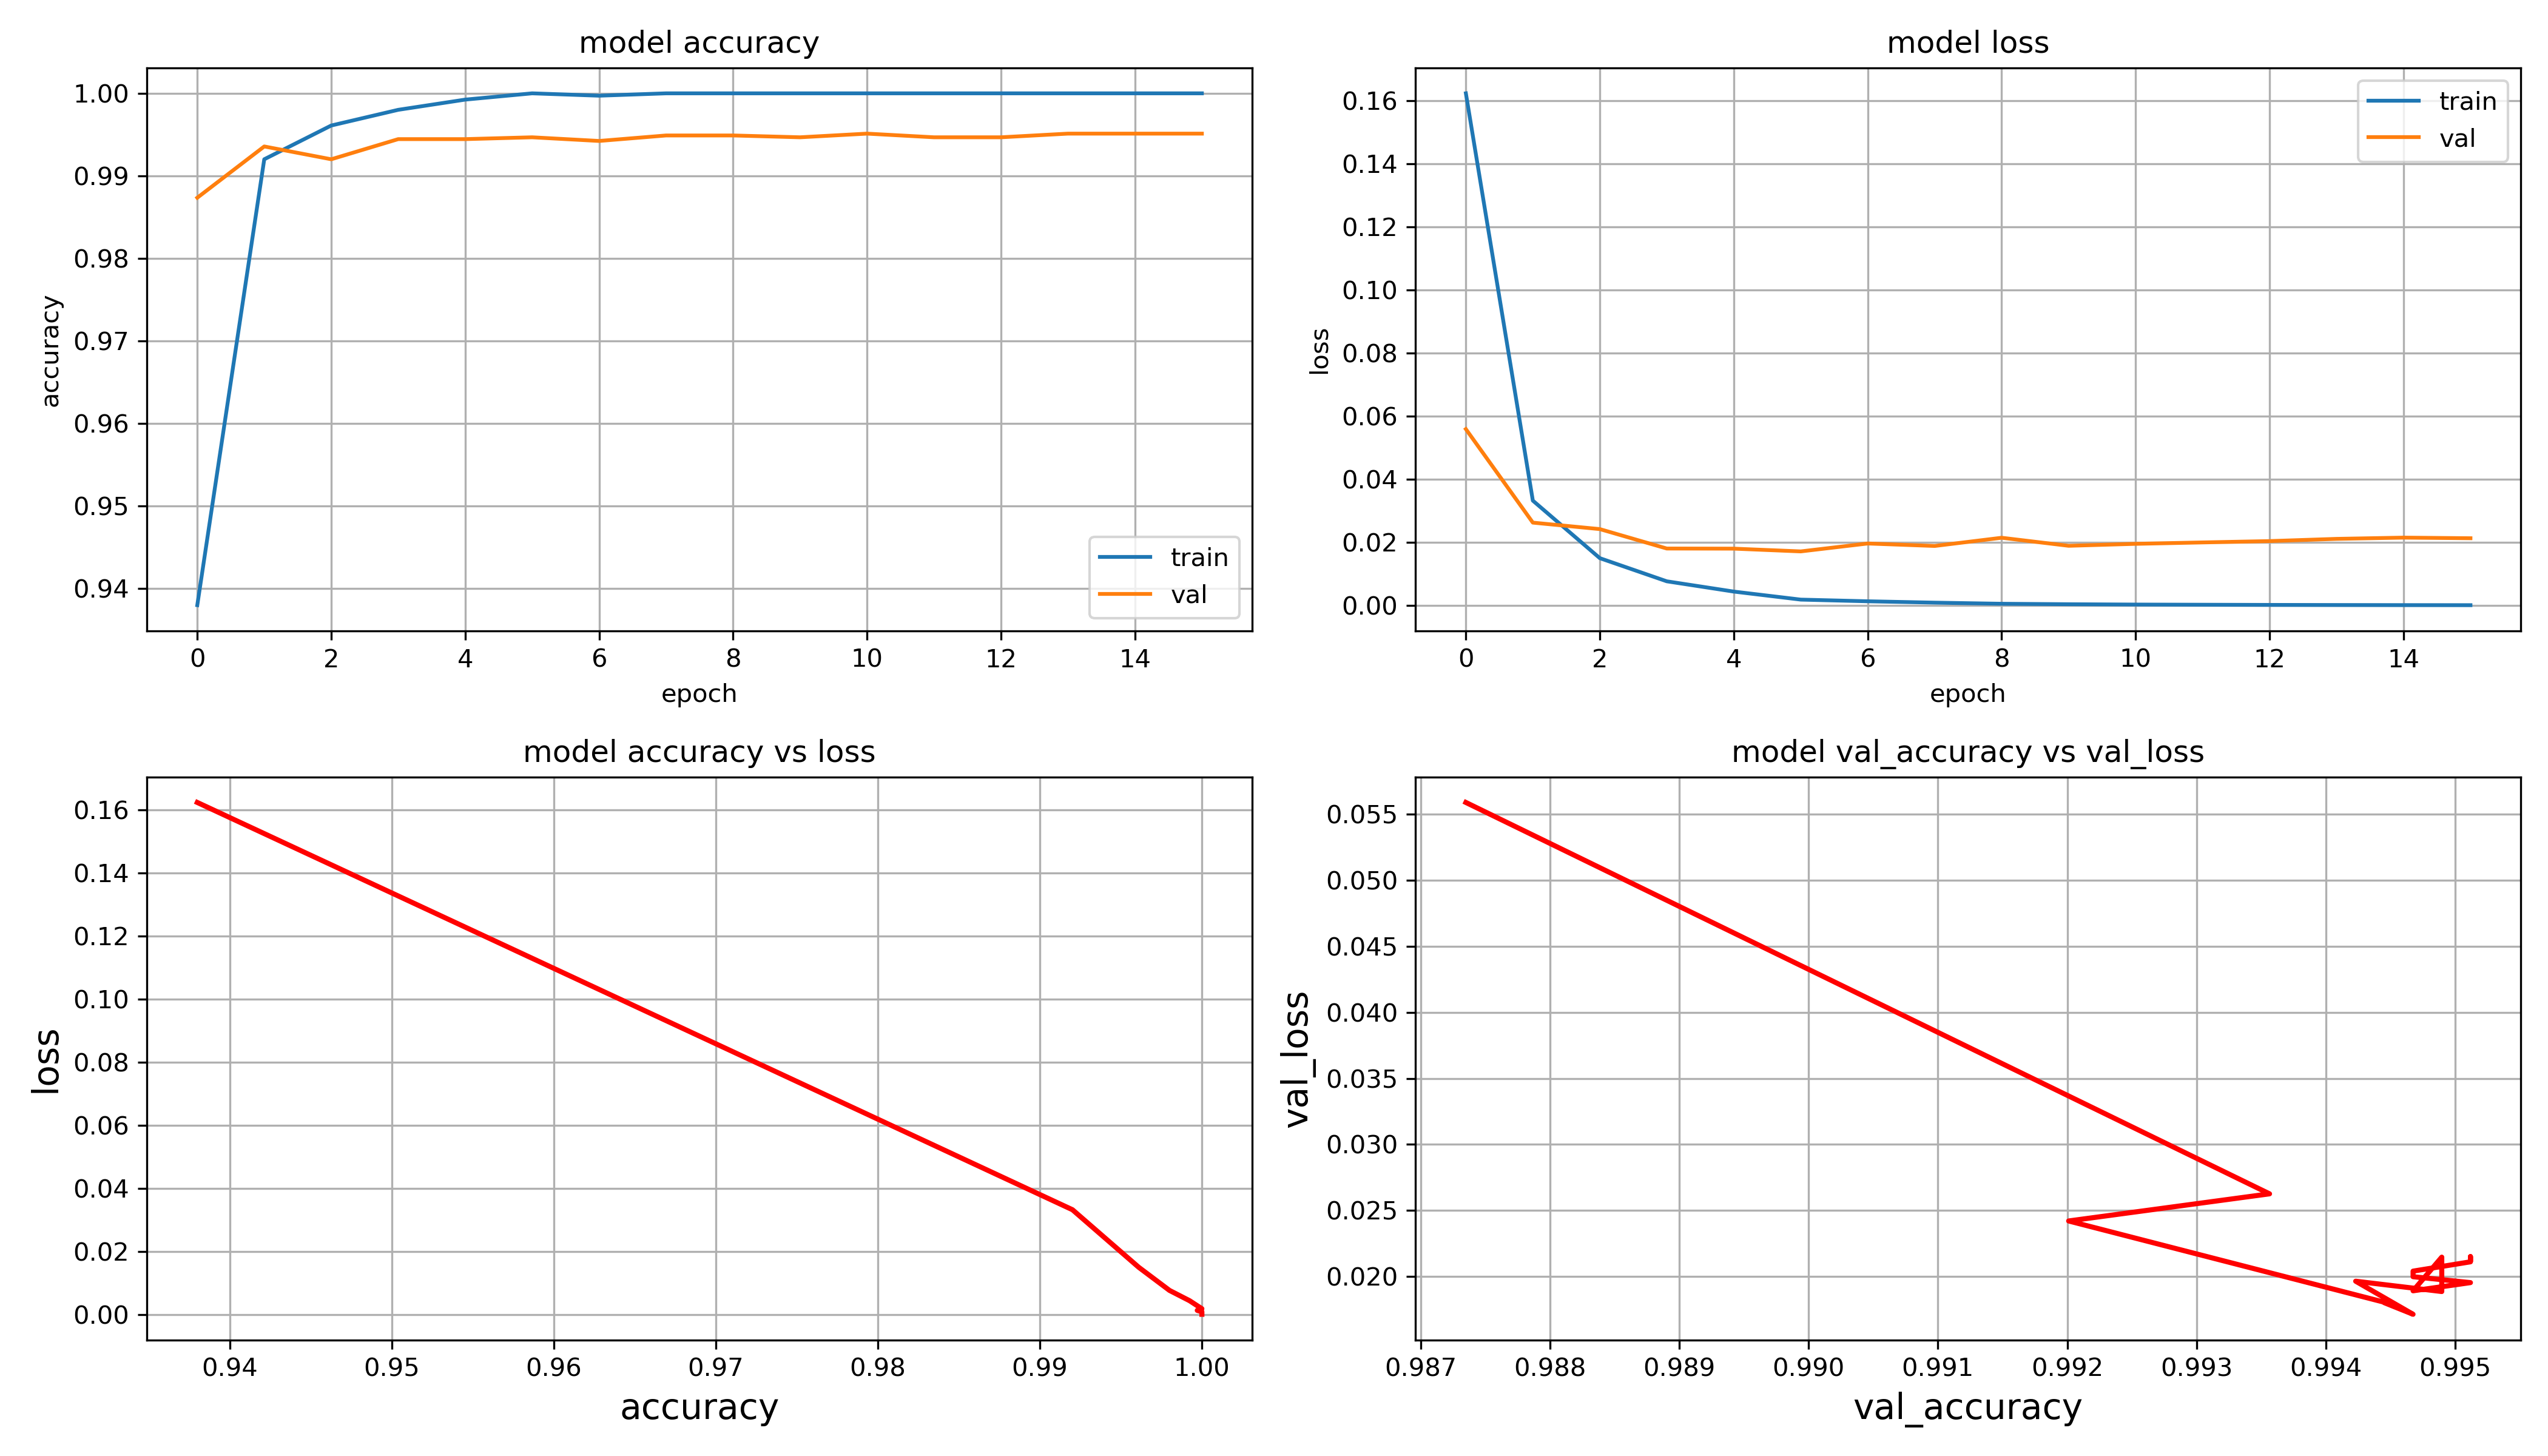 model accuracy
1.00
0.99
0.98
0.97
0.96
0.95
0.94
accuracy
train
val
0 2 4 6 8 10 12 14
epoch
model loss
0.16
0.14
0.12
0.10
0.08
0.06
0.04
0.02
0.00
loss
train
val
0 2 4 6 8 10 12 14
epoch
model accuracy vs loss
0.16
0.14
0.12
0.10
0.08
0.06
0.04
0.02
0.00
loss
0.94 0.95 0.96 0.97 0.98 0.99 1.00
accuracy
model val_accuracy vs val_loss
0.055
0.050
0.045
0.040
0.035
0.030
0.025
0.020
val_loss
0.987 0.988 0.989 0.990 0.991 0.992 0.993 0.994 0.995
val_accuracy